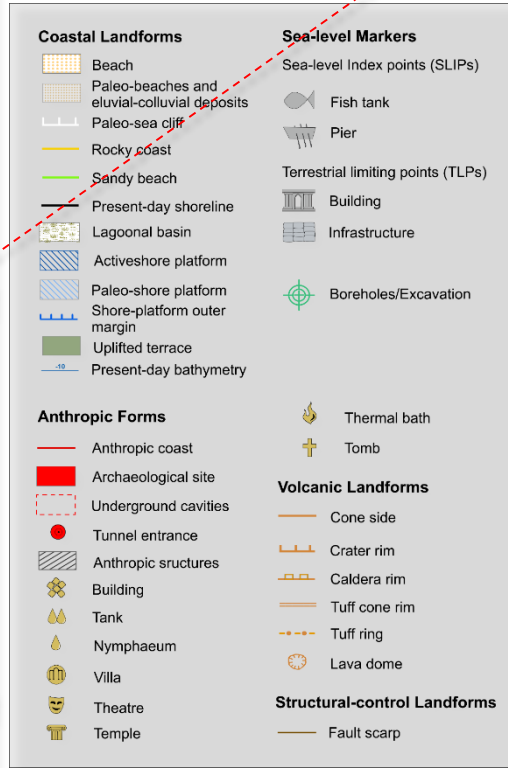 Coastal Landforms
Beach
Paleo-beaches and
eluvial-colluvial deposits
Paleo-sea cliff
Rocky coast
Sandy beach
Present-day shoreline
Lagoonal basin
Activeshore platform
Paleo-shore platform
Shore-platform outer
margin
Uplifted terrace
-10
Present-day bathymetry
Sea-level Markers
Sea-level Index points (SLIPs)
Fish tank
Pier
Terrestrial limiting points (TLPs)
Building
Infrastructure
Boreholes/Excavation
Anthropic Forms
Anthropic coast
Archaeological site
Underground cavities
Tunnel entrance
Anthropic sructures
Building
Tank
Nymphaeum
Villa
Theatre
Temple
Thermal bath
Tomb
Volcanic Landforms
Cone side
Crater rim
Caldera rim
Tuff cone rim
Tuff ring
Lava dome
Structural-control Landforms
Fault scarp